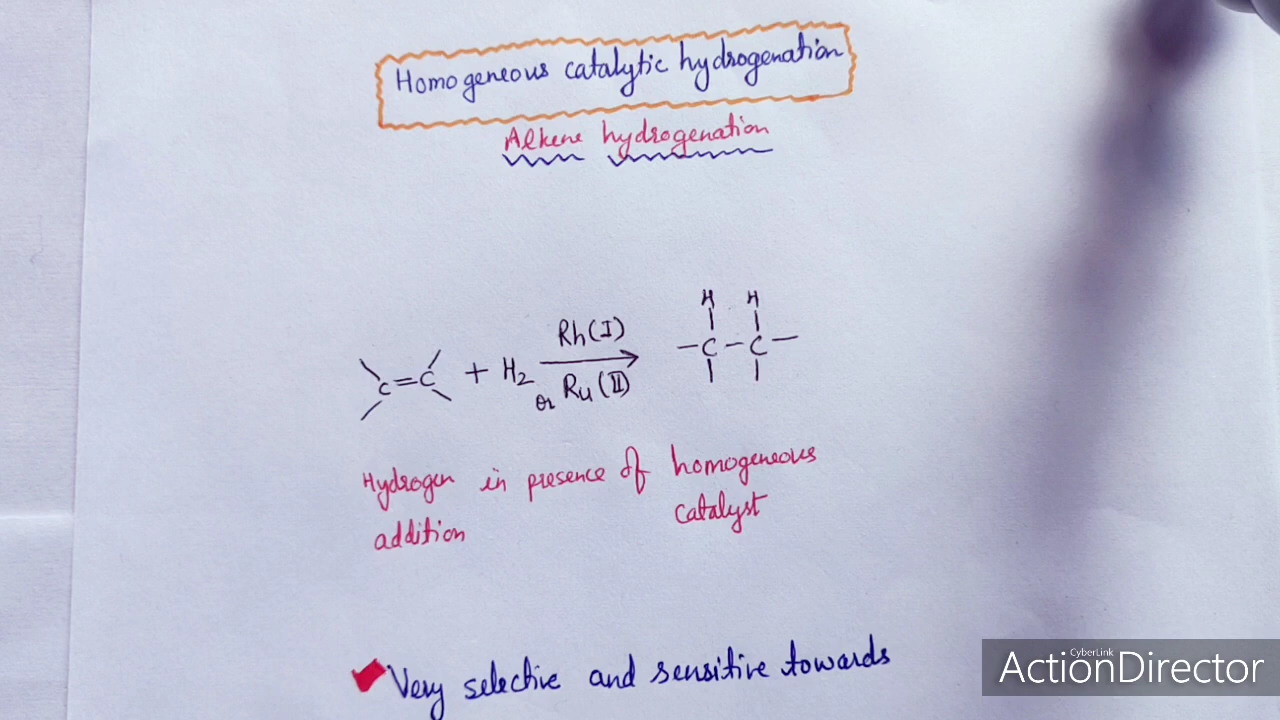 Homogeneous catalytic hydrogenation
Alkene hydrogenation
H H
Rh(I)
C=C + H2 -C-C-
or Ru(II)
Hydrogen in presence of homogeneous
addition catalyst
Very selective and sensitive towards
CyberLink
ActionDirector